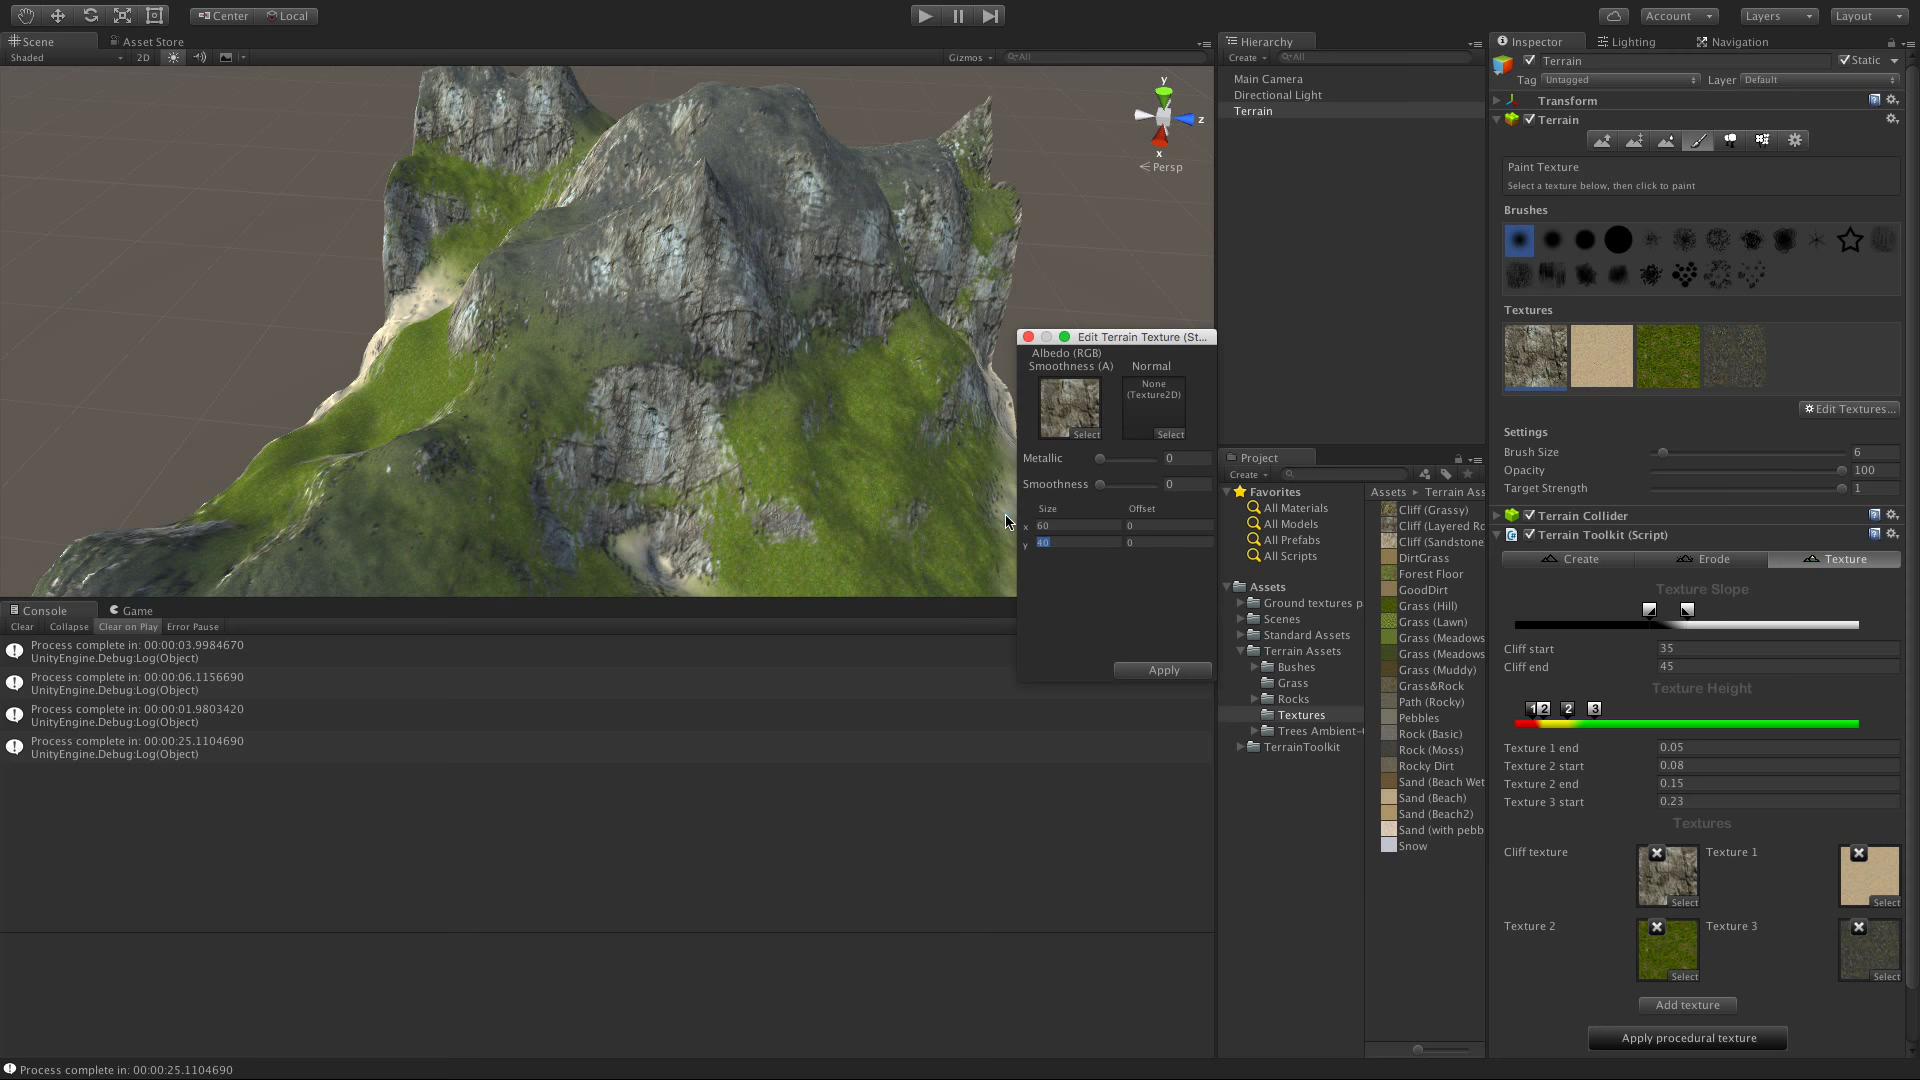 Center
Local
Account
Layers
Layout
Scene
Asset Store
Shaded
2D
Gizmos
All
y
z
x
Persp
Hierarchy
Create
All
Main Camera
Directional Light
Terrain
Edit Terrain Texture (St...
Albedo (RGB)
Smoothness (A)
Normal
None
(Texture2D)
Select
Select
Metallic
0
Smoothness
0
Size
Offset
x 60 0
y 40 0
Apply
Project
Create
Favorites
All Materials
All Models
All Prefabs
All Scripts
Assets
Ground textures p
Scenes
Standard Assets
Terrain Assets
Bushes
Grass
Rocks
Textures
Trees Ambient-
TerrainToolkit
Assets
Terrain Ass
Cliff (Grassy)
Cliff (Layered Ro
Cliff (Sandstone
DirtGrass
Forest Floor
GoodDirt
Grass (Hill)
Grass (Lawn)
Grass (Meadows
Grass (Meadows
Grass (Muddy)
Grass&Rock
Path (Rocky)
Pebbles
Rock (Basic)
Rock (Moss)
Rocky Dirt
Sand (Beach Wet
Sand (Beach)
Sand (Beach2)
Sand (with pebb
Snow
Console
Game
Clear
Collapse
Clear on Play
Error Pause
Process complete in: 00:00:03.9984670
UnityEngine.Debug:Log(Object)
Process complete in: 00:00:06.1156690
UnityEngine.Debug:Log(Object)
Process complete in: 00:00:01.9803420
UnityEngine.Debug:Log(Object)
Process complete in: 00:00:25.1104690
UnityEngine.Debug:Log(Object)
Process complete in: 00:00:25.1104690
Inspector
Lighting
Navigation
Terrain
Static
Tag
Untagged
Layer
Default
Transform
Terrain
Paint Texture
Select a texture below, then click to paint
Brushes
Textures
Edit Textures...
Settings
Brush Size
6
Opacity
100
Target Strength
1
Terrain Collider
Terrain Toolkit (Script)
Create
Erode
Texture
Texture Slope
Cliff start
35
Cliff end
45
Texture Height
1 2 2 3
Texture 1 end
0.05
Texture 2 start
0.08
Texture 2 end
0.15
Texture 3 start
0.23
Textures
Cliff texture
Select
Texture 1
Select
Texture 2
Select
Texture 3
Select
Add texture
Apply procedural texture